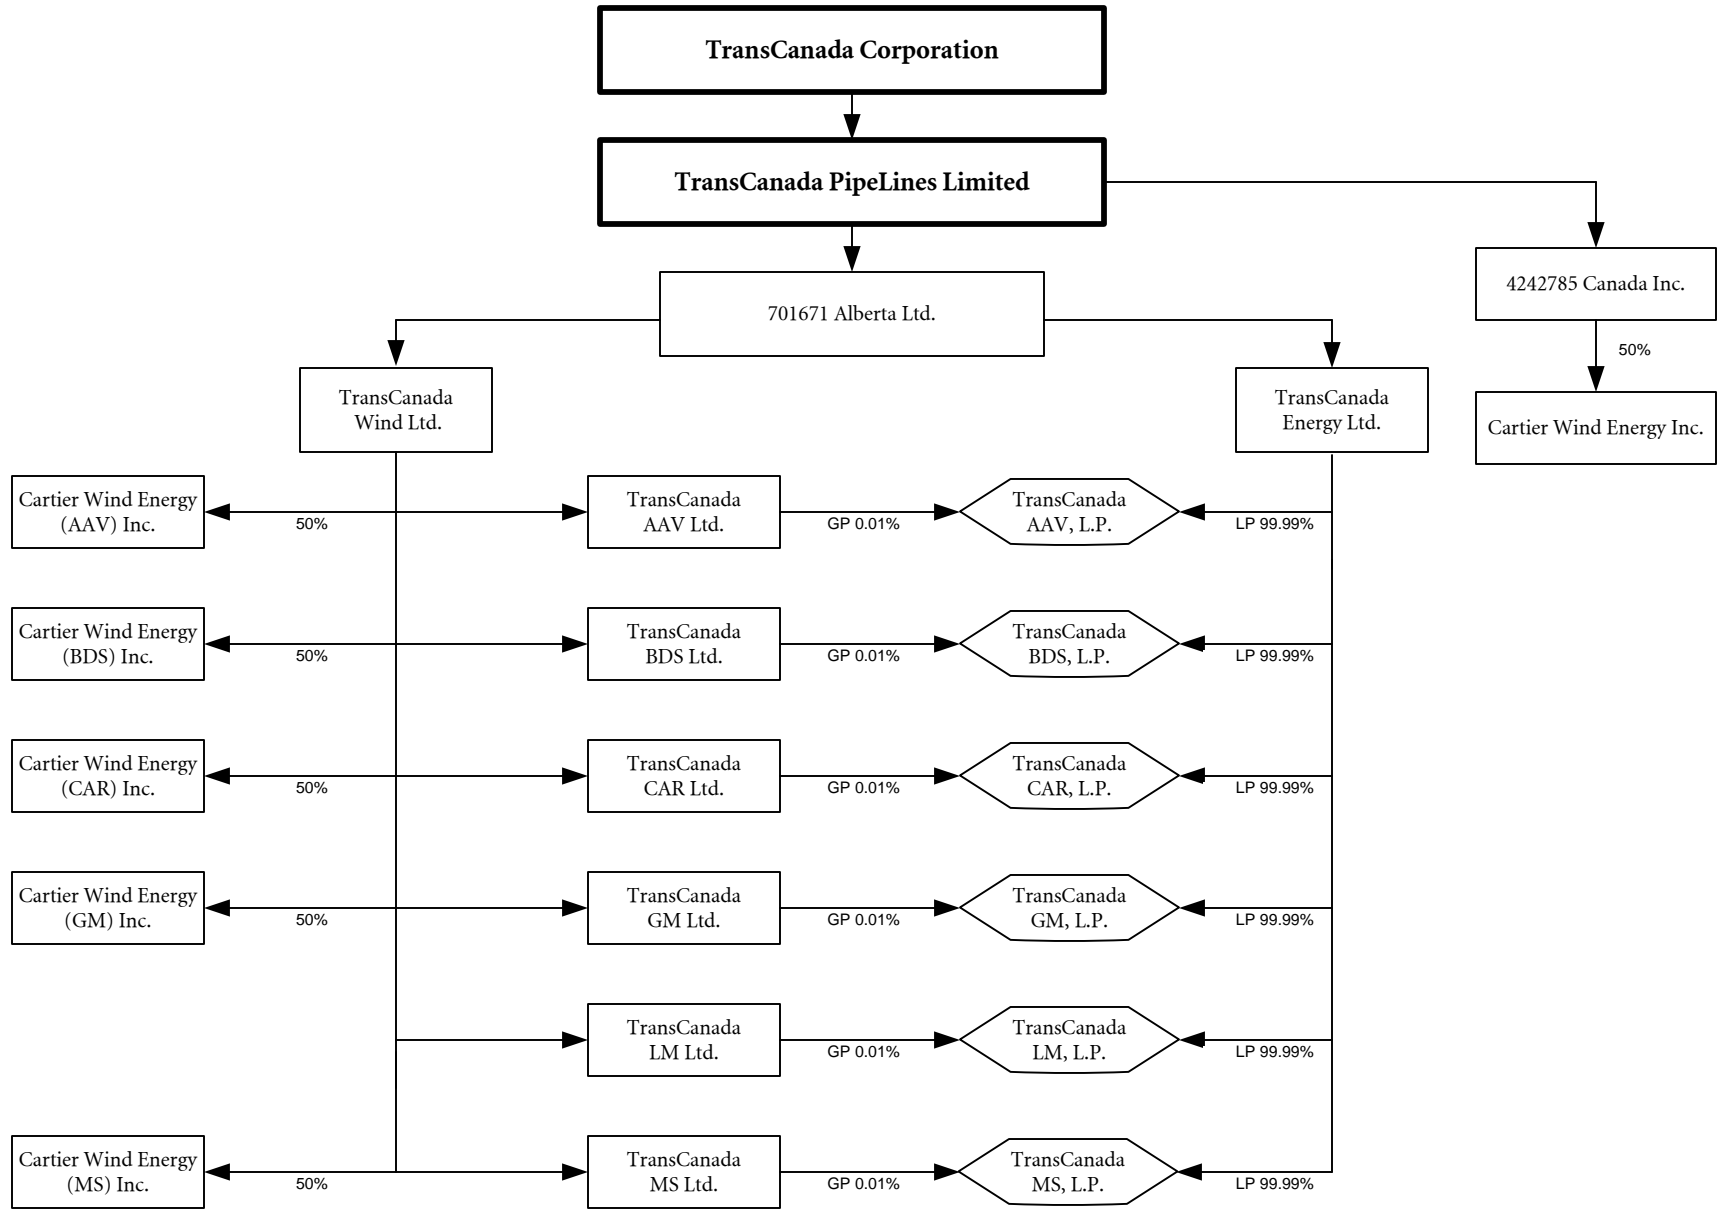 TransCanada Corporation
TransCanada PipeLines Limited
4242785 Canada Inc.
701671 Alberta Ltd.
50%
TransCanada
Wind Ltd.
TransCanada
Energy Ltd.
Cartier Wind Energy Inc.
Cartier Wind Energy
(AAV) Inc.
50%
TransCanada
AAV Ltd.
GP 0.01%
TransCanada
AAV, L.P.
LP 99.99%
Cartier Wind Energy
(BDS) Inc.
50%
TransCanada
BDS Ltd.
GP 0.01%
TransCanada
BDS, L.P.
LP 99.99%
Cartier Wind Energy
(CAR) Inc.
50%
TransCanada
CAR Ltd.
GP 0.01%
TransCanada
CAR, L.P.
LP 99.99%
Cartier Wind Energy
(GM) Inc.
50%
TransCanada
GM Ltd.
GP 0.01%
TransCanada
GM, L.P.
LP 99.99%
TransCanada
LM Ltd.
GP 0.01%
TransCanada
LM, L.P.
LP 99.99%
Cartier Wind Energy
(MS) Inc.
50%
TransCanada
MS Ltd.
GP 0.01%
TransCanada
MS, L.P.
LP 99.99%